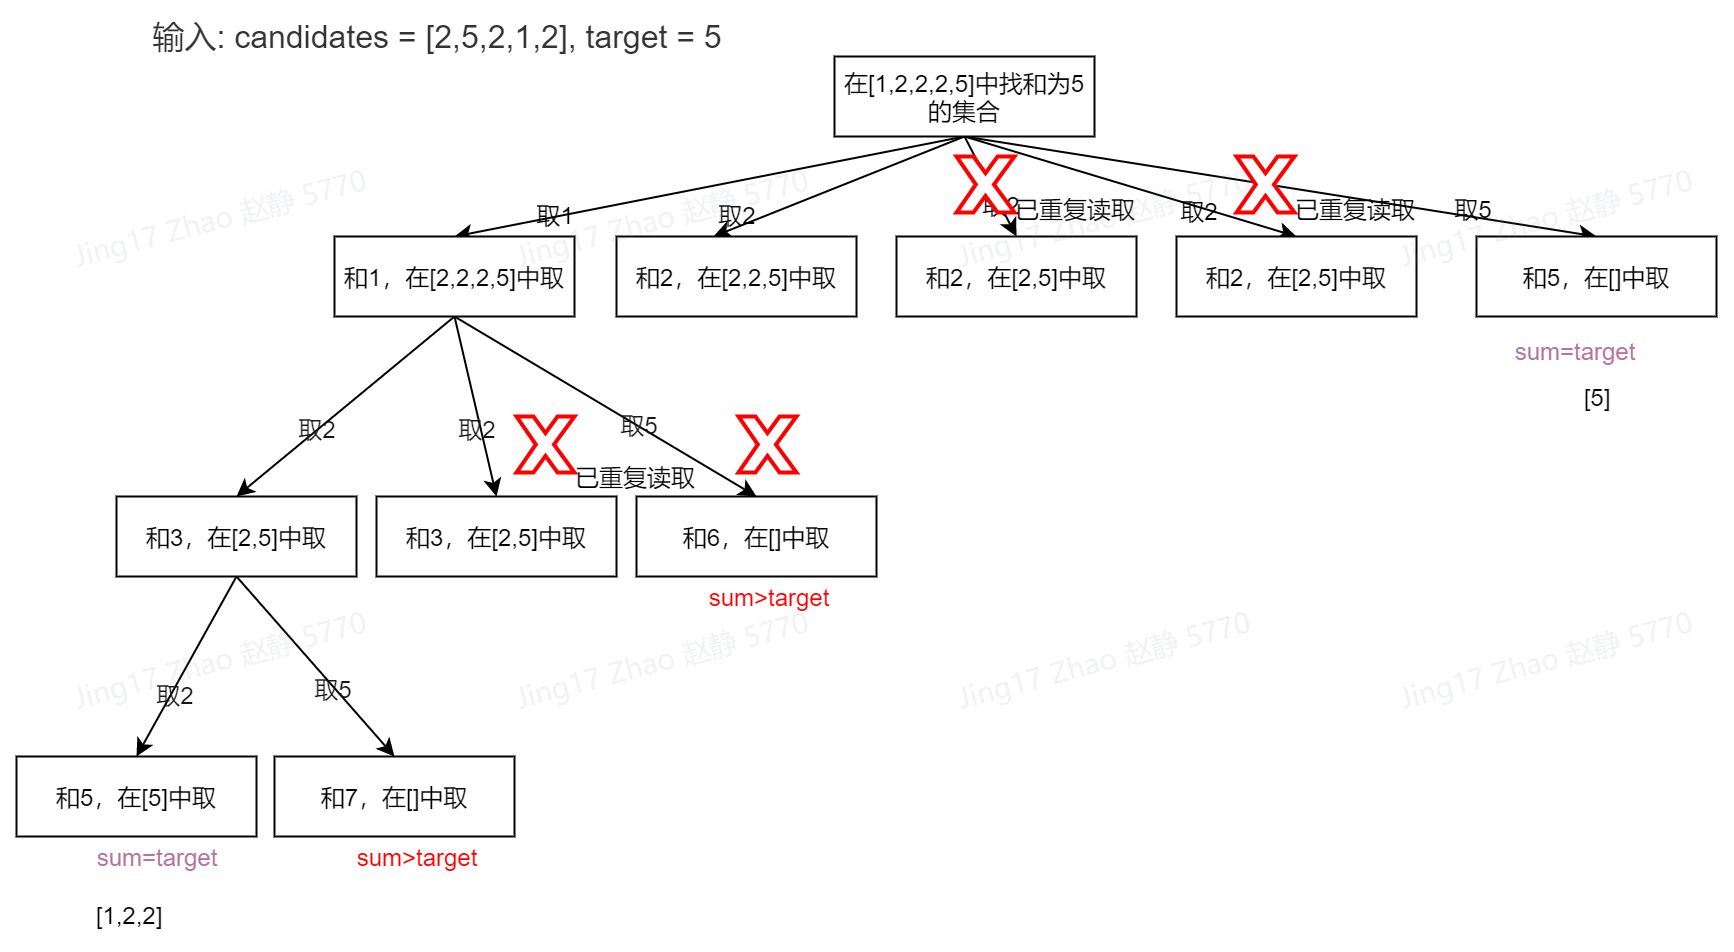 输入: candidates = [2,5,2,1,2], target = 5
在[1,2,2,2,5]中找和为5
的集合
取1
取2
取2
已重复读取
取2
已重复读取
取5
和1，在[2,2,2,5]中取
和2，在[2,2,5]中取
和2，在[2,5]中取
和2，在[2,5]中取
和5，在[]中取
sum=target
[5]
取2
取2
已重复读取
取5
和3，在[2,5]中取
和3，在[2,5]中取
和6，在[]中取
sum>target
取2
取5
和5，在[5]中取
和7，在[]中取
sum=target
sum>target
[1,2,2]
Jing17 Zhao 赵静 5770
Jing17 Zhao 赵静 5770
Jing17 Zhao 赵静 5770
Jing17 Zhao 赵静 5770
Jing17 Zhao 赵静 5770
Jing17 Zhao 赵静 5770
Jing17 Zhao 赵静 5770
Jing17 Zhao 赵静 5770